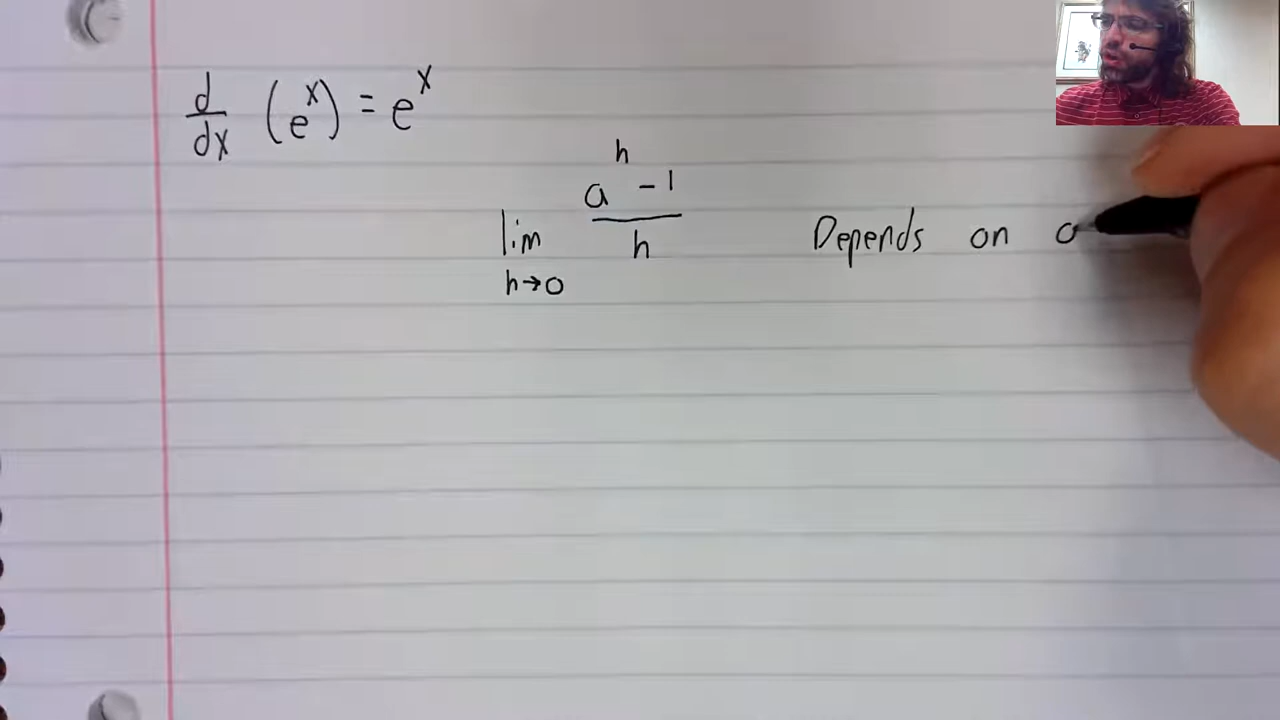 d/dx (e^x) = e^x
lim h→0 (a^h - 1)/h Depends on a